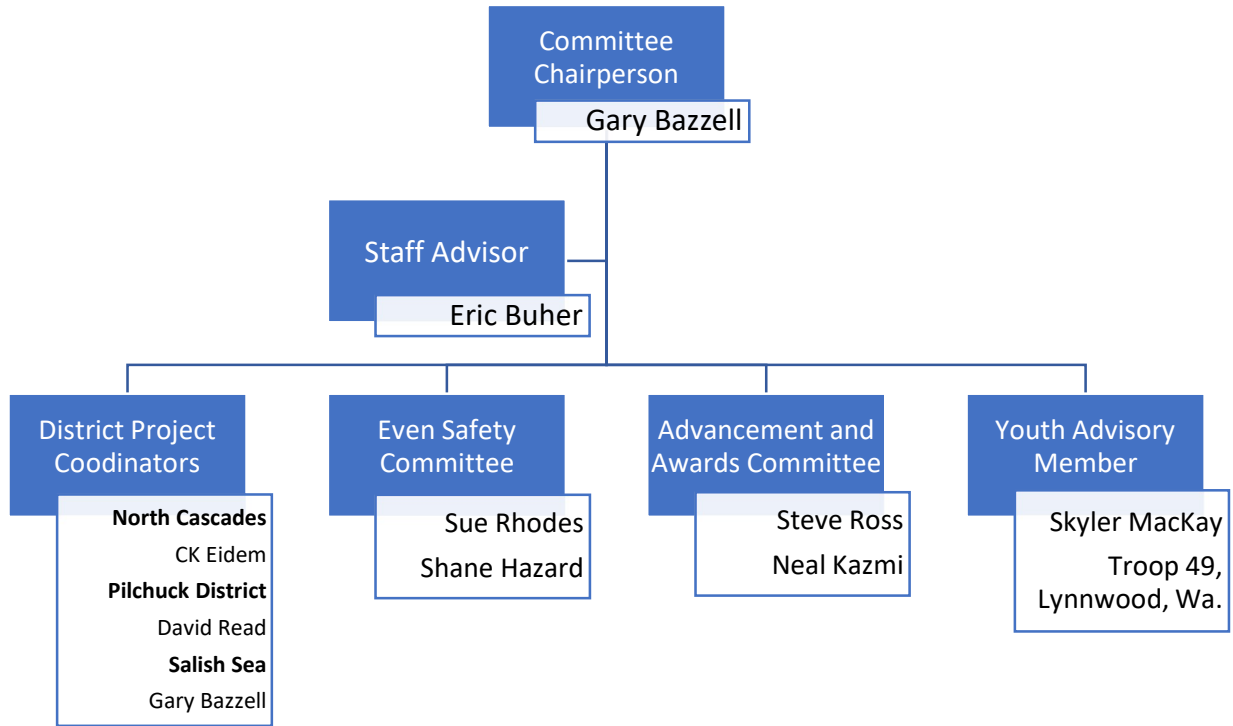 Committee
Chairperson
Gary Bazzell
Staff Advisor
Eric Buher
District Project
Coodinators
North Cascades
CK Eidem
Pilchuck District
David Read
Salish Sea
Gary Bazzell
Even Safety
Committee
Sue Rhodes
Shane Hazard
Advancement and
Awards Committee
Steve Ross
Neal Kazmi
Youth Advisory
Member
Skyler MacKay
Troop 49,
Lynnwood, Wa.